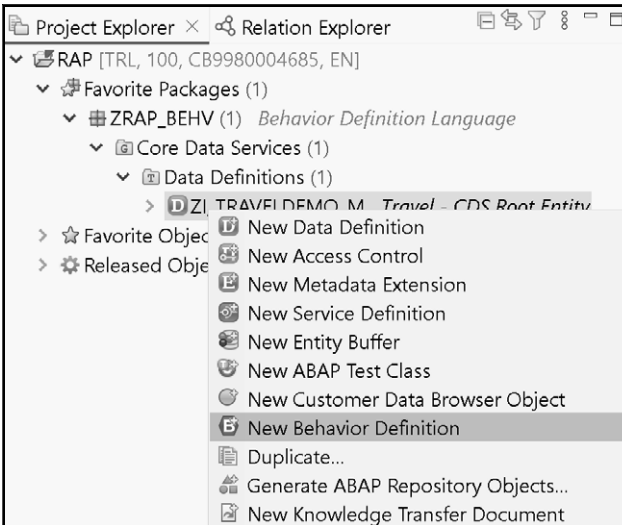 Project Explorer × Relation Explorer
RAP [TRL, 100, CB9980004685, EN]
Favorite Packages (1)
ZRAP_BEHV (1) Behavior Definition Language
Core Data Services (1)
Data Definitions (1)
ZI_TRAVELDEMO_M Travel - CDS Root Entity
Favorite Objec
Released Obje
New Data Definition
New Access Control
New Metadata Extension
New Service Definition
New Entity Buffer
New ABAP Test Class
New Customer Data Browser Object
New Behavior Definition
Duplicate...
Generate ABAP Repository Objects...
New Knowledge Transfer Document